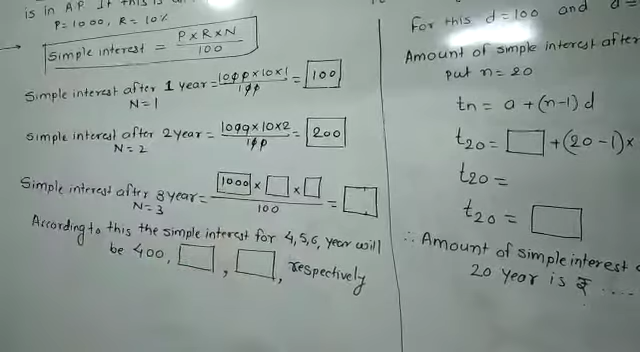 is in A.P. If this is
P=1000, R=10%
Simple interest = P×R×N / 100
Simple interest after 1 year = 1000×10×1 / 100 = 100
N=1
Simple interest after 2 year = 1000×10×2 / 100 = 200
N=2
Simple interest after 3 year = 1000 × □ × □ / 100 = □
N=3
According to this the simple interest for 4,5,6, year will
be 400, □, □, respectively
For this d=100 and a=
Amount of simple interest after
put n=20
tn = a+(n-1)d
t20 = □ +(20-1)×
t20 =
t20 = □
∴ Amount of simple interest
20 year is ₹ .....